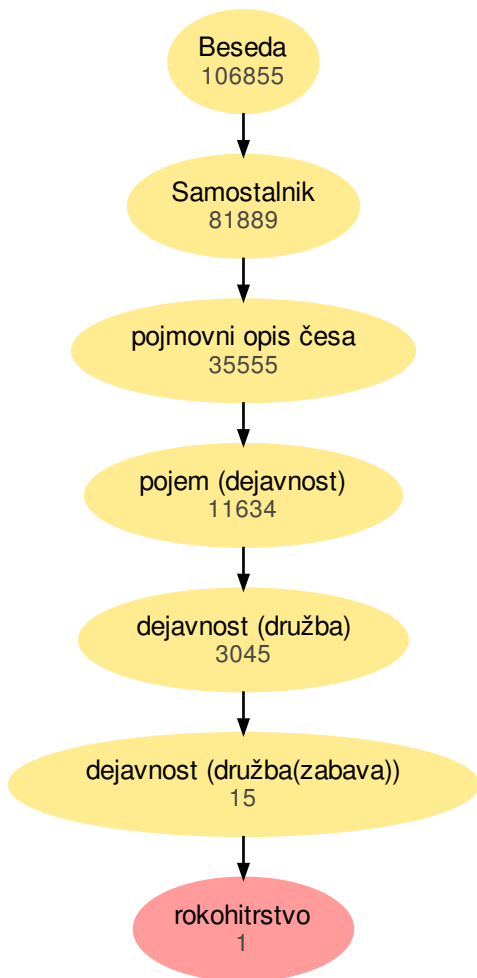 Beseda
106855
Samostalnik
81889
pojmovni opis česa
35555
pojem (dejavnost)
11634
dejavnost (družba)
3045
dejavnost (družba(zabava))
15
rokohitrstvo
1